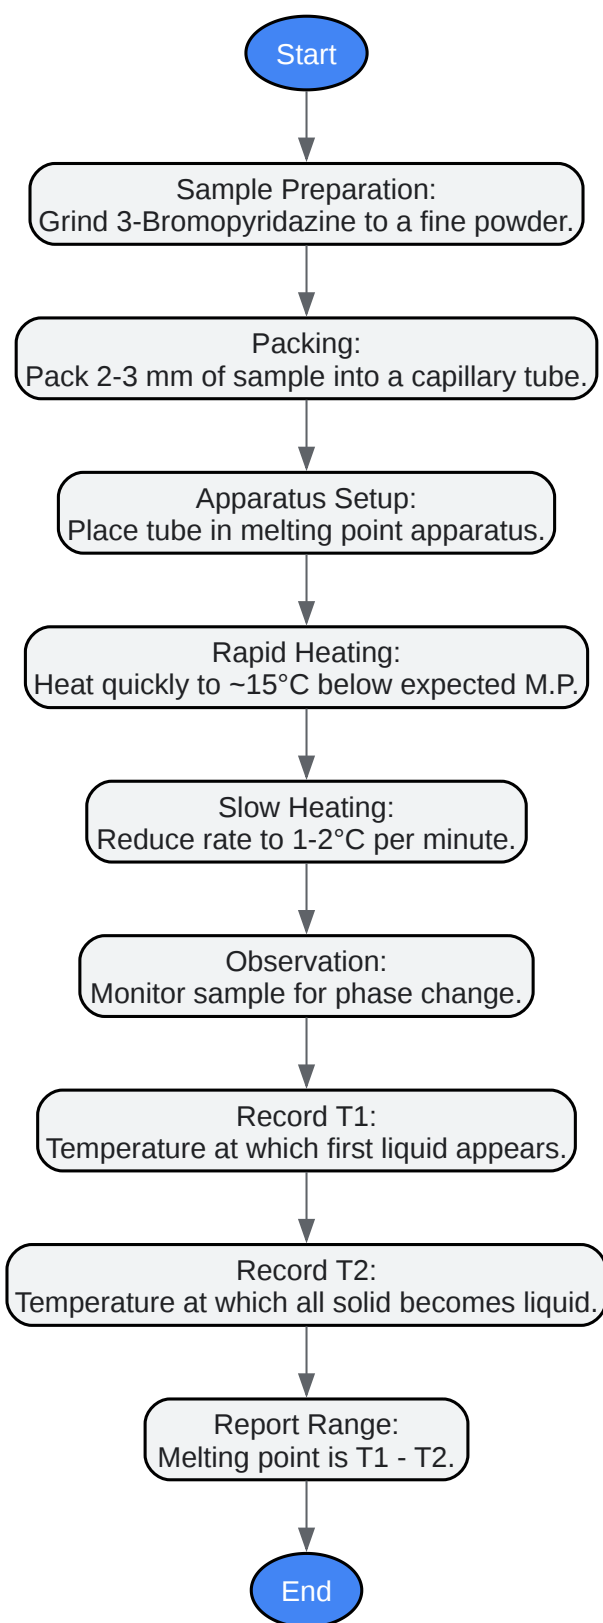 Start
Sample Preparation:
Grind 3-Bromopyridazine to a fine powder.
Packing:
Pack 2-3 mm of sample into a capillary tube.
Apparatus Setup:
Place tube in melting point apparatus.
Rapid Heating:
Heat quickly to ~15°C below expected M.P.
Slow Heating:
Reduce rate to 1-2°C per minute.
Observation:
Monitor sample for phase change.
Record T1:
Temperature at which first liquid appears.
Record T2:
Temperature at which all solid becomes liquid.
Report Range:
Melting point is T1 - T2.
End